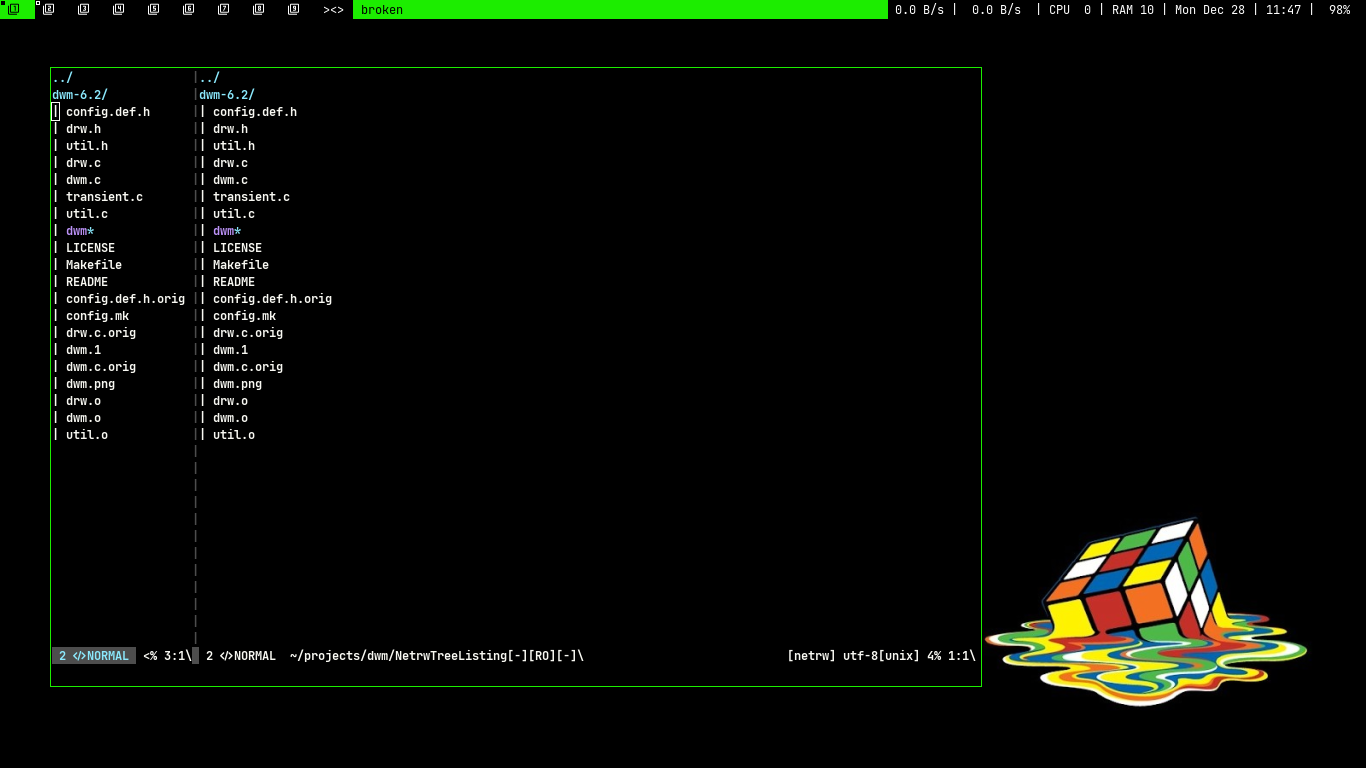 1 2 3 4 5 6 7 8 9 ><> broken 0.0 B/s | 0.0 B/s | CPU 0 | RAM 10 | Mon Dec 28 | 11:47 | 98%
../ |../
dwm-6.2/ |dwm-6.2/
| config.def.h || config.def.h
| drw.h || drw.h
| util.h || util.h
| drw.c || drw.c
| dwm.c || dwm.c
| transient.c || transient.c
| util.c || util.c
| dwm* || dwm*
| LICENSE || LICENSE
| Makefile || Makefile
| README || README
| config.def.h.orig || config.def.h.orig
| config.mk || config.mk
| drw.c.orig || drw.c.orig
| dwm.1 || dwm.1
| dwm.c.orig || dwm.c.orig
| dwm.png || dwm.png
| drw.o || drw.o
| dwm.o || dwm.o
| util.o || util.o
2 </>NORMAL <% 3:1\ 2 </>NORMAL ~/projects/dwm/NetrwTreeListing[-][RO][-]\ [netrw] utf-8[unix] 4% 1:1\